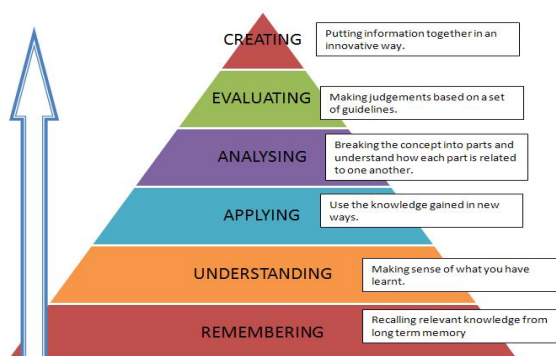 CREATING
Putting information together in an
innovative way.
EVALUATING
Making judgements based on a set
of guidelines.
ANALYSING
Breaking the concept into parts and
understand how each part is related
to one another.
APPLYING
Use the knowledge gained in new
ways.
UNDERSTANDING
Making sense of what you have
learnt.
REMEMBERING
Recalling relevant knowledge from
long term memory